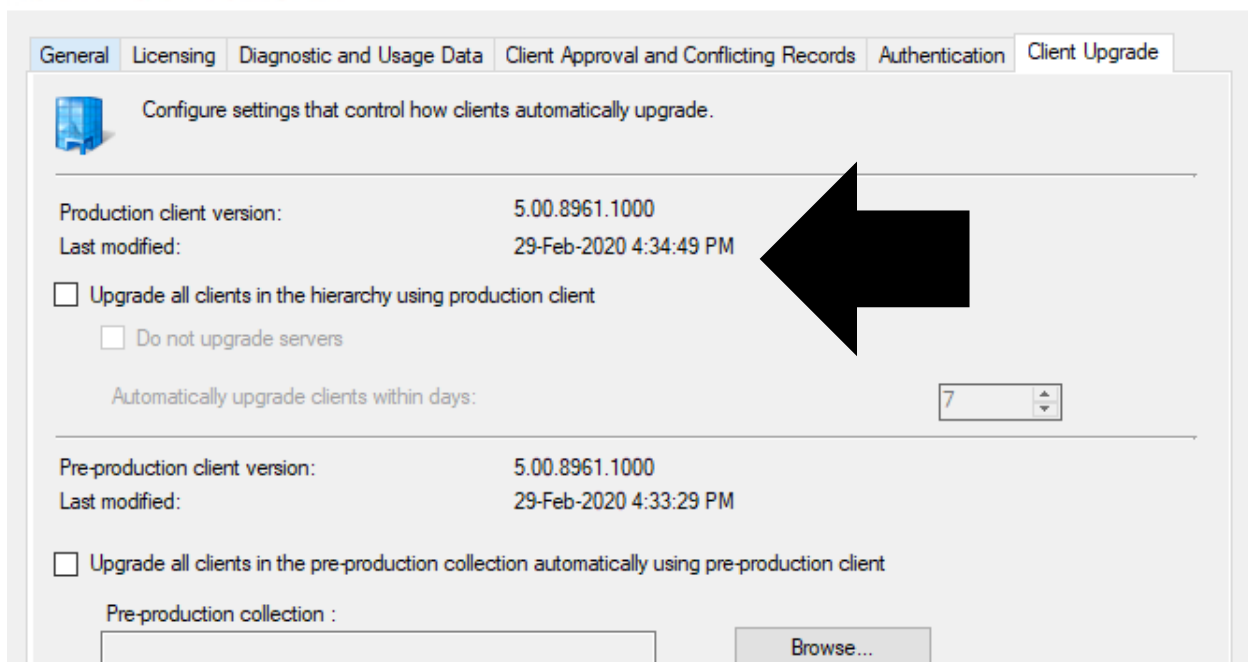 General Licensing Diagnostic and Usage Data Client Approval and Conflicting Records Authentication Client Upgrade
Configure settings that control how clients automatically upgrade.
Production client version: 5.00.8961.1000
Last modified: 29-Feb-2020 4:34:49 PM
Upgrade all clients in the hierarchy using production client
Do not upgrade servers
Automatically upgrade clients within days: 7
Pre-production client version: 5.00.8961.1000
Last modified: 29-Feb-2020 4:33:29 PM
Upgrade all clients in the pre-production collection automatically using pre-production client
Pre-production collection :
Browse...